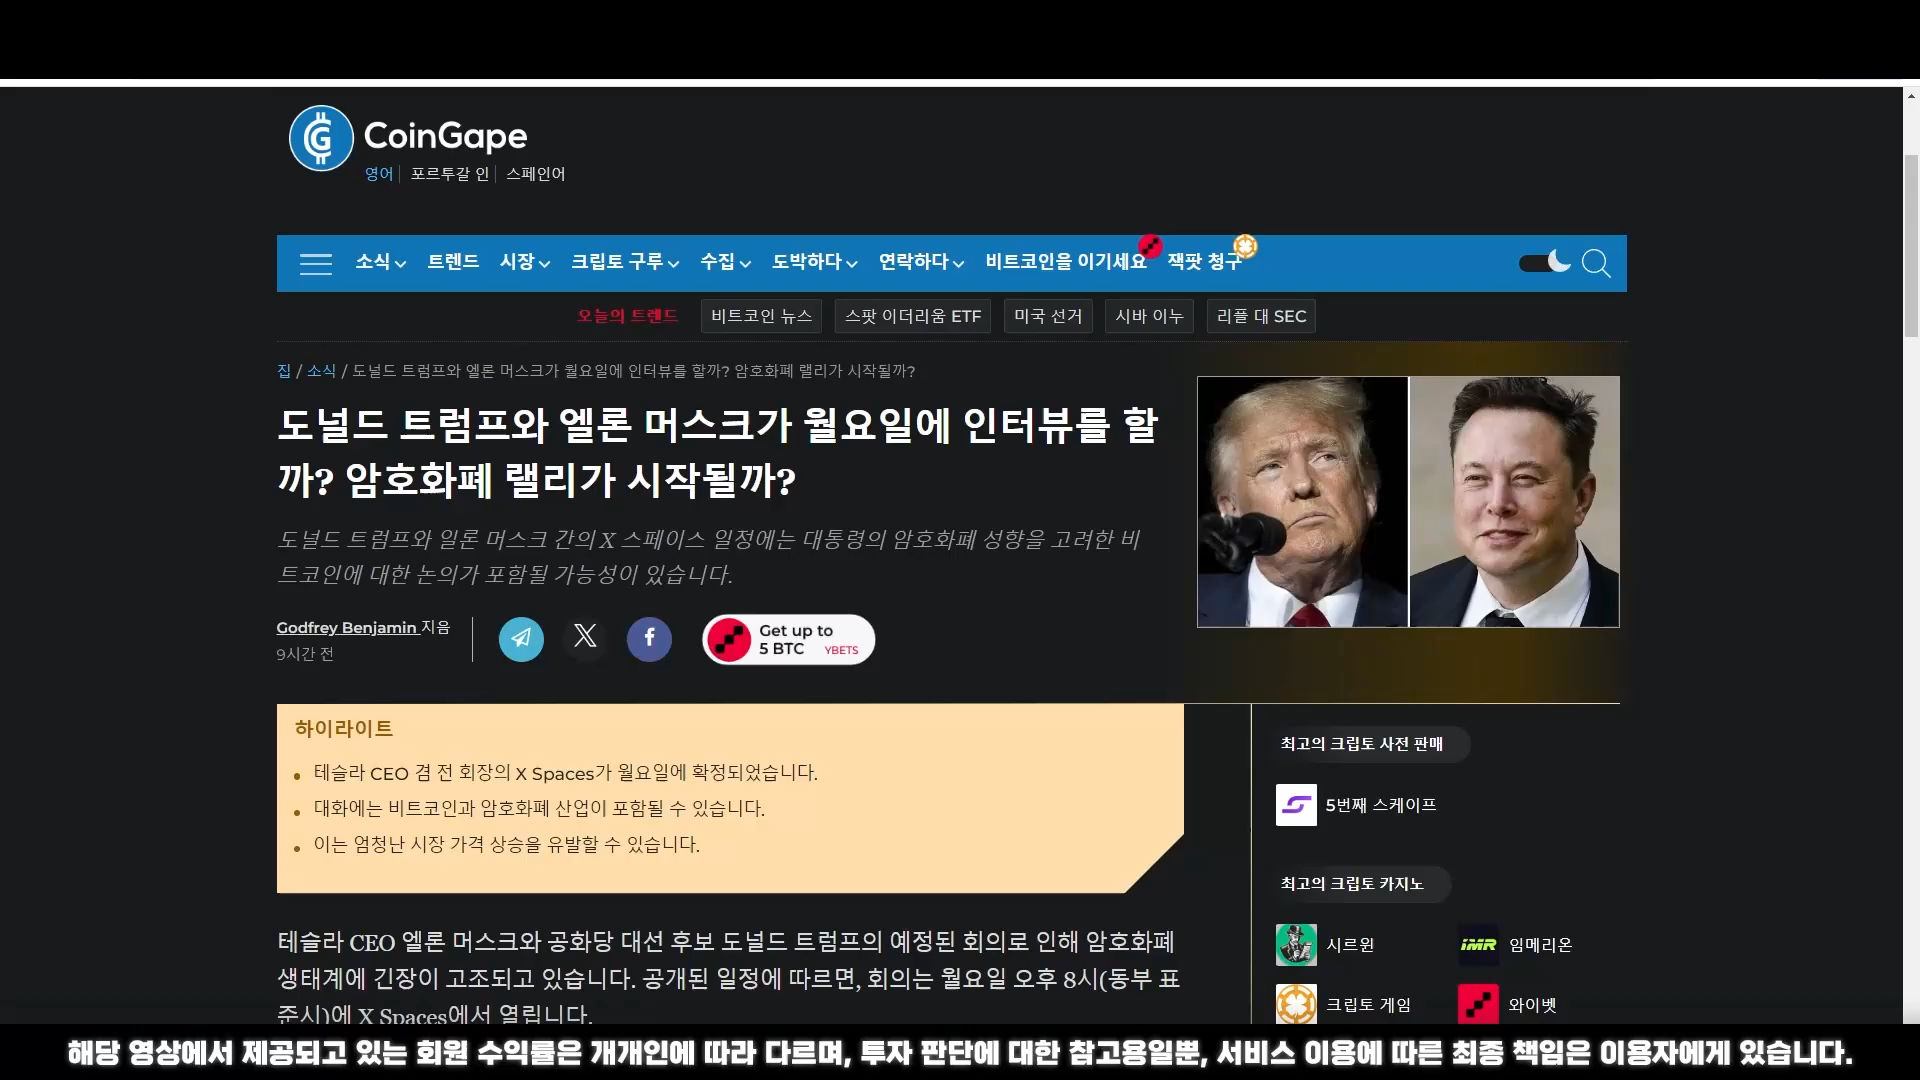 CoinGape
영어 포르투갈 인 스페인어
소식 트렌드 시장 크립토 구루 수집 도박하다 연락하다 비트코인을 이기세요 잭팟 청구
오늘의 트렌드 비트코인 뉴스 스팟 이더리움 ETF 미국 선거 시바 이누 리플 대 SEC
집 / 소식 / 도널드 트럼프와 엘론 머스크가 월요일에 인터뷰를 할까? 암호화폐 랠리가 시작될까?
도널드 트럼프와 엘론 머스크가 월요일에 인터뷰를 할
까? 암호화폐 랠리가 시작될까?
도널드 트럼프와 일론 머스크 간의 X 스페이스 일정에는 대통령의 암호화폐 성향을 고려한 비
트코인에 대한 논의가 포함될 가능성이 있습니다.
Godfrey Benjamin 지음
9시간 전
Get up to
5 BTC YBETS
하이라이트
테슬라 CEO 겸 전 회장의 X Spaces가 월요일에 확정되었습니다.
대화에는 비트코인과 암호화폐 산업이 포함될 수 있습니다.
이는 엄청난 시장 가격 상승을 유발할 수 있습니다.
테슬라 CEO 엘론 머스크와 공화당 대선 후보 도널드 트럼프의 예정된 회의로 인해 암호화폐
생태계에 긴장이 고조되고 있습니다. 공개된 일정에 따르면, 회의는 월요일 오후 8시(동부 표
준시)에 X Spaces에서 열립니다.
최고의 크립토 사전 판매
5번째 스케이프
최고의 크립토 카지노
시르윈 iMR 임메리온
크립토 게임 와이벳
해당 영상에서 제공되고 있는 회원 수익률은 개개인에 따라 다르며, 투자 판단에 대한 참고용일뿐, 서비스 이용에 따른 최종 책임은 이용자에게 있습니다.